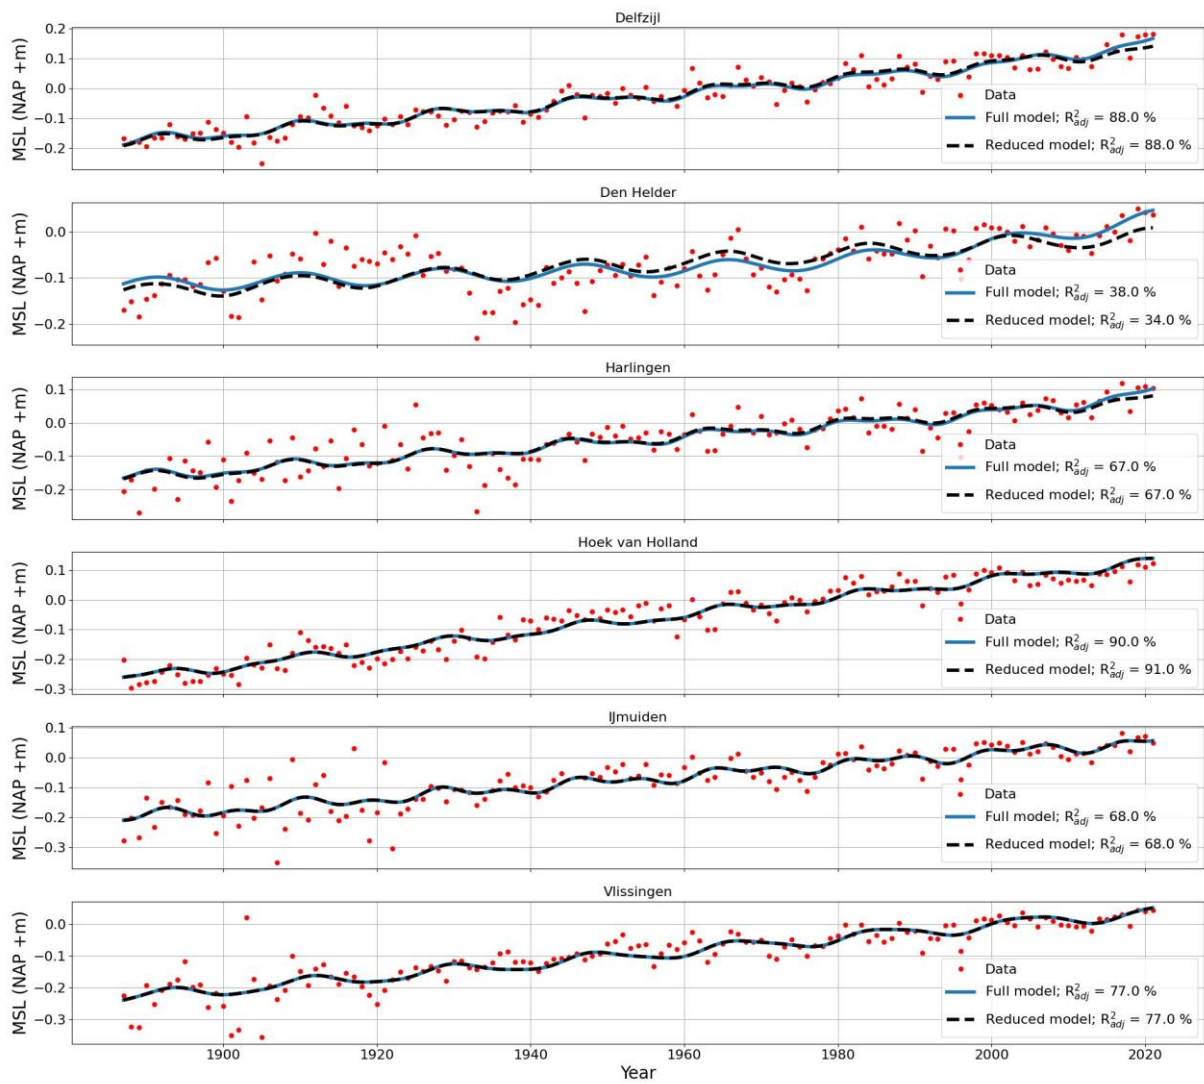 Delfzijl
MSL (NAP +m)
0.2
0.1
0.0
−0.1
−0.2
Data
Full model; R²adj = 88.0 %
Reduced model; R²adj = 88.0 %
Den Helder
MSL (NAP +m)
0.0
−0.1
−0.2
Data
Full model; R²adj = 38.0 %
Reduced model; R²adj = 34.0 %
Harlingen
MSL (NAP +m)
0.1
0.0
−0.1
−0.2
Data
Full model; R²adj = 67.0 %
Reduced model; R²adj = 67.0 %
Hoek van Holland
MSL (NAP +m)
0.1
0.0
−0.1
−0.2
−0.3
Data
Full model; R²adj = 90.0 %
Reduced model; R²adj = 91.0 %
IJmuiden
MSL (NAP +m)
0.1
0.0
−0.1
−0.2
−0.3
Data
Full model; R²adj = 68.0 %
Reduced model; R²adj = 68.0 %
Vlissingen
MSL (NAP +m)
0.0
−0.1
−0.2
−0.3
Data
Full model; R²adj = 77.0 %
Reduced model; R²adj = 77.0 %
1900 1920 1940 1960 1980 2000 2020
Year